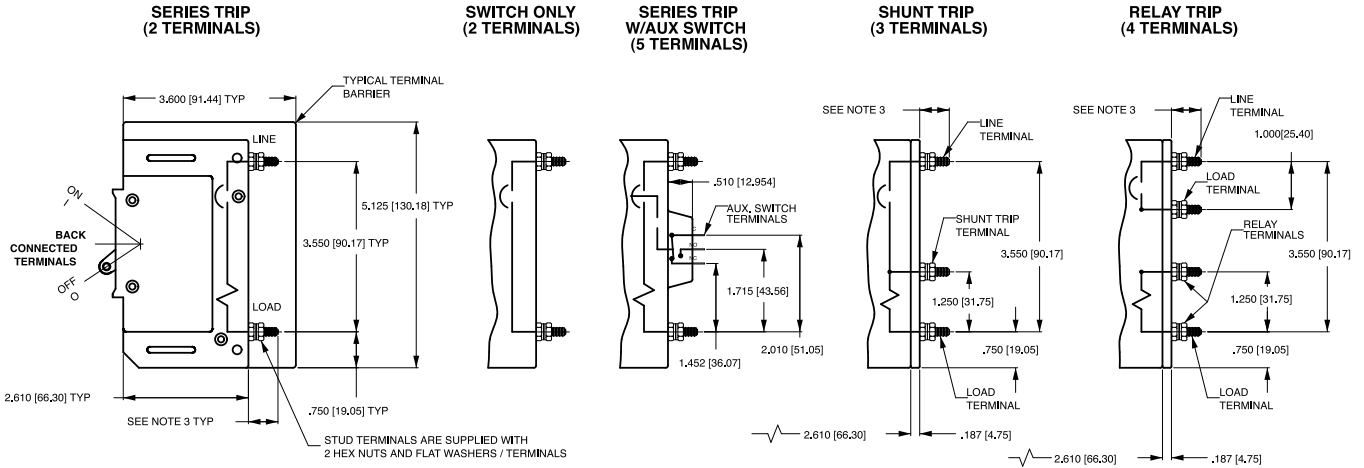 SERIES TRIP
(2 TERMINALS)
SWITCH ONLY
(2 TERMINALS)
SERIES TRIP
W/AUX SWITCH
(5 TERMINALS)
SHUNT TRIP
(3 TERMINALS)
RELAY TRIP
(4 TERMINALS)
3.600 [91.44] TYP
TYPICAL TERMINAL
BARRIER
LINE
5.125 [130.18] TYP
3.550 [90.17] TYP
ON
I
BACK
CONNECTED
TERMINALS
OFF
O
LOAD
2.610 [66.30] TYP
SEE NOTE 3 TYP
.750 [19.05] TYP
STUD TERMINALS ARE SUPPLIED WITH
2 HEX NUTS AND FLAT WASHERS / TERMINALS
.510 [12.954]
AUX. SWITCH
TERMINALS
C
NO
NC
1.715 [43.56]
2.010 [51.05]
1.452 [36.07]
SEE NOTE 3
LINE
TERMINAL
SHUNT TRIP
TERMINAL
3.550 [90.17]
1.250 [31.75]
.750 [19.05]
LOAD
TERMINAL
2.610 [66.30]
.187 [4.75]
SEE NOTE 3
LINE
TERMINAL
1.000[25.40]
LOAD
TERMINAL
RELAY
TERMINALS
3.550 [90.17]
1.250 [31.75]
.750 [19.05]
LOAD
TERMINAL
2.610 [66.30]
.187 [4.75]